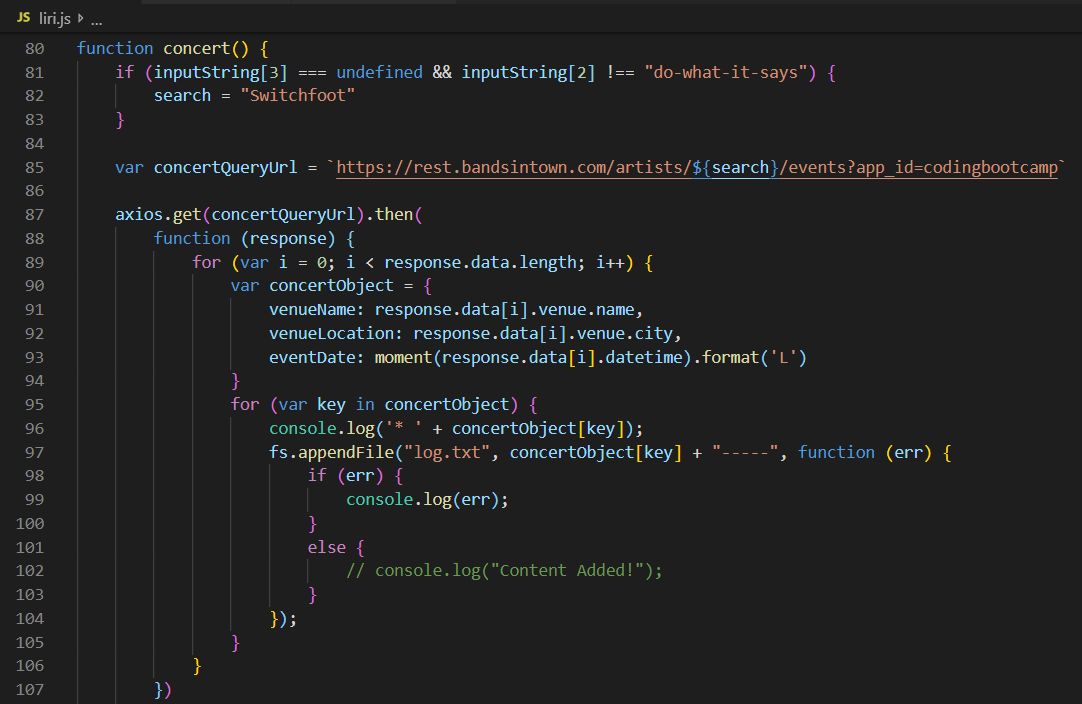 JS liri.js ▸ ...
80 function concert() {
81     if (inputString[3] === undefined && inputString[2] !== "do-what-it-says") {
82         search = "Switchfoot"
83     }
84
85     var concertQueryUrl = `https://rest.bandsintown.com/artists/${search}/events?app_id=codingbootcamp`
86
87     axios.get(concertQueryUrl).then(
88         function (response) {
89             for (var i = 0; i < response.data.length; i++) {
90                 var concertObject = {
91                     venueName: response.data[i].venue.name,
92                     venueLocation: response.data[i].venue.city,
93                     eventDate: moment(response.data[i].datetime).format('L')
94                 }
95                 for (var key in concertObject) {
96                     console.log('* ' + concertObject[key]);
97                     fs.appendFile("log.txt", concertObject[key] + "-----", function (err) {
98                         if (err) {
99                             console.log(err);
100                         }
101                         else {
102                             // console.log("Content Added!");
103                         }
104                     });
105                 }
106             }
107         })